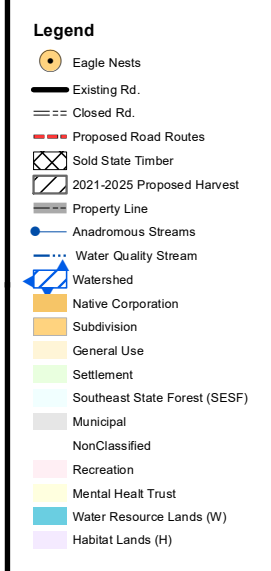 Legend
Eagle Nests
Existing Rd.
Closed Rd.
Proposed Road Routes
Sold State Timber
2021-2025 Proposed Harvest
Property Line
Anadromous Streams
Water Quality Stream
Watershed
Native Corporation
Subdivision
General Use
Settlement
Southeast State Forest (SESF)
Municipal
NonClassified
Recreation
Mental Healt Trust
Water Resource Lands (W)
Habitat Lands (H)